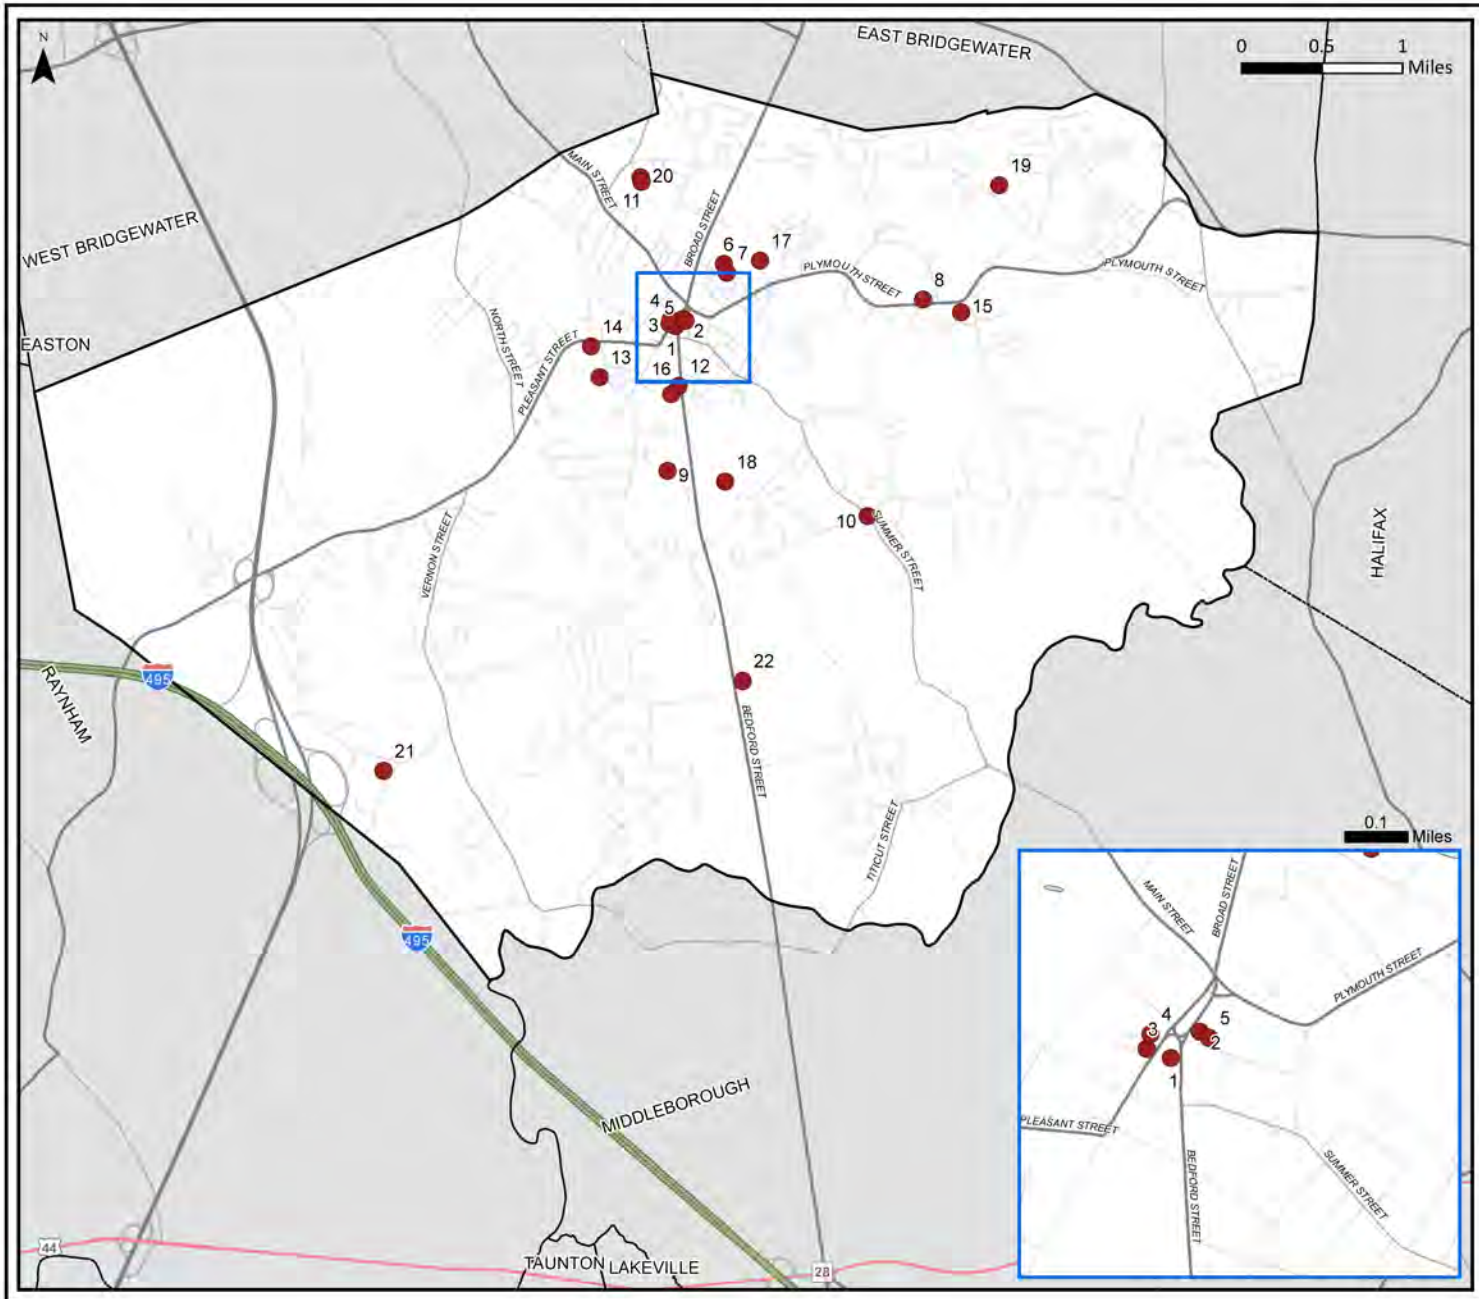 N
EAST BRIDGEWATER
0 0.5 1
Miles
MAIN STREET
20
11
19
BROAD STREET
WEST BRIDGEWATER
6
7
17
PLYMOUTH STREET
PLYMOUTH STREET
8
15
4
5
3
2
1
NORTH STREET
EASTON
14
13
PLEASANT STREET
16
12
9
18
10
SUMMER STREET
HALIFAX
VERNON STREET
22
495
RAYNHAM
BEDFORD STREET
21
TITICUT STREET
0.1
Miles
495
MAIN STREET
BROAD STREET
PLYMOUTH STREET
4
5
3
2
1
PLEASANT STREET
BEDFORD STREET
SUMMER STREET
MIDDLEBOROUGH
44
TAUNTON
LAKEVILLE
28